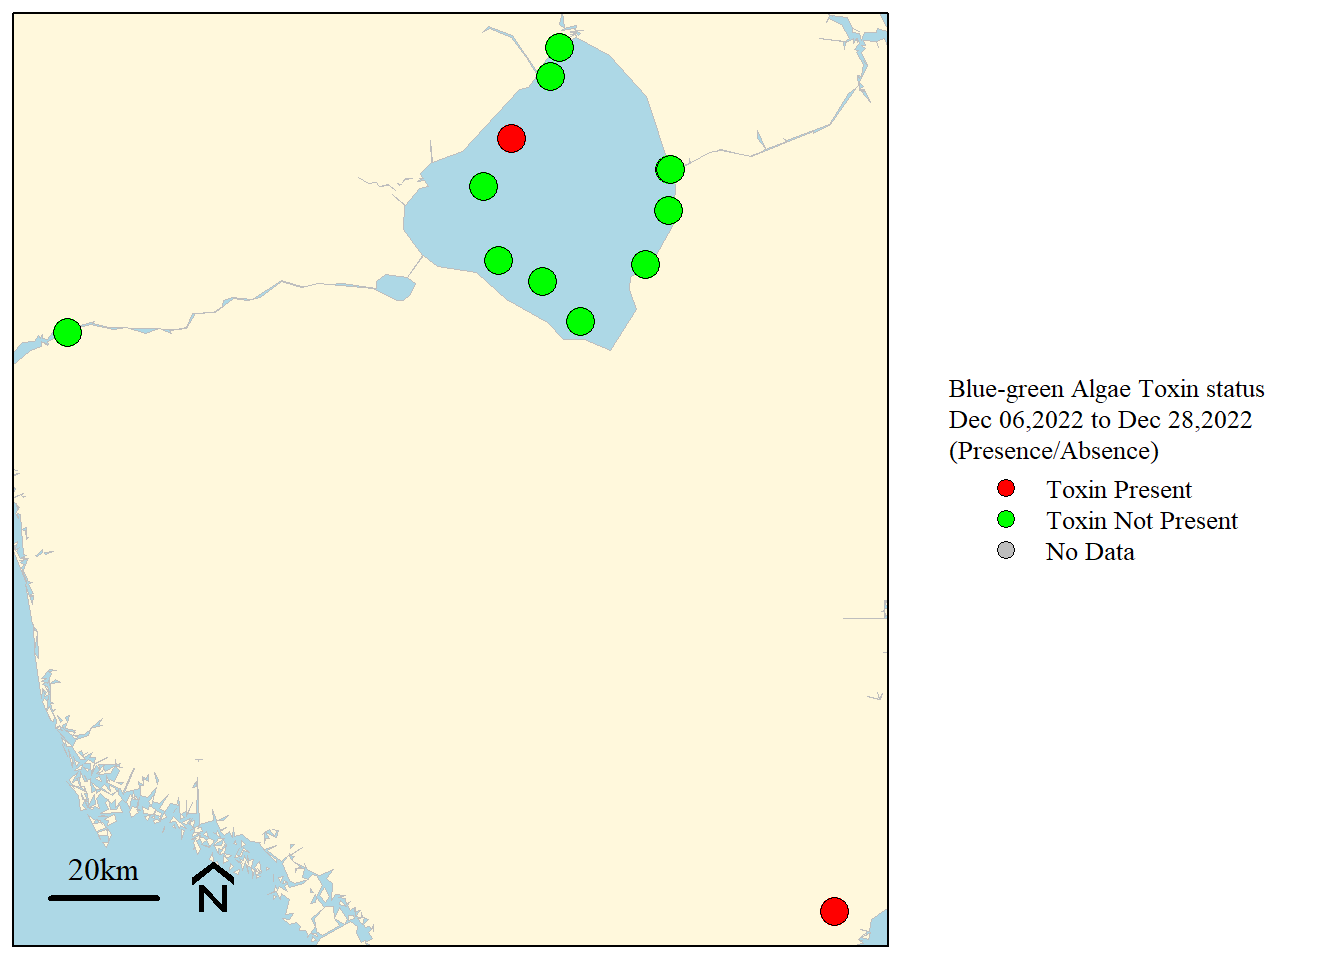 Blue-green Algae Toxin status
Dec 06,2022 to Dec 28,2022
(Presence/Absence)
Toxin Present
Toxin Not Present
No Data
20km
N